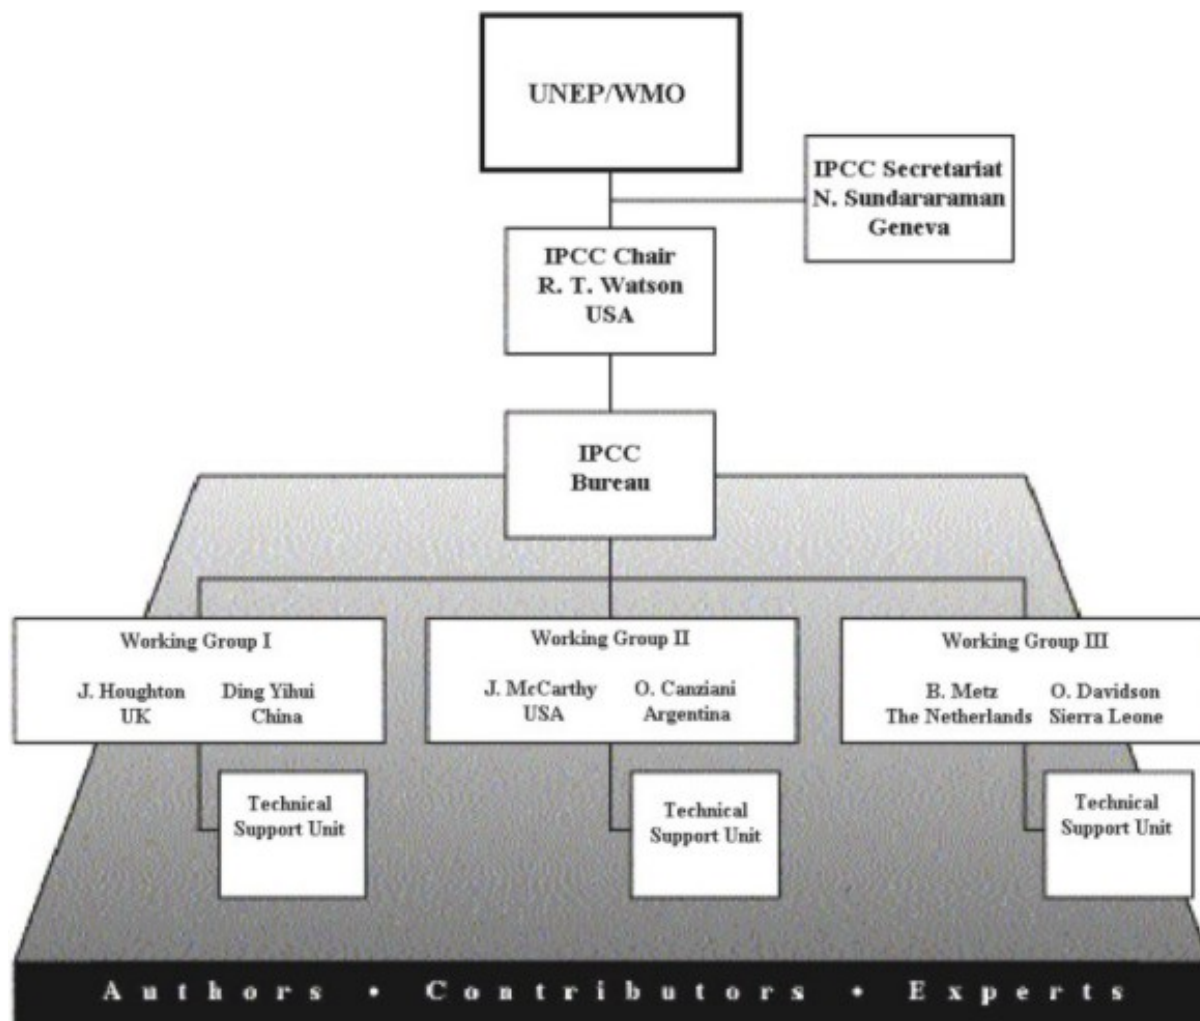 UNEP/WMO
IPCC Secretariat
N. Sundararaman
Geneva
IPCC Chair
R. T. Watson
USA
IPCC
Bureau
Working Group I
J. Houghton Ding Yihui
UK China
Working Group II
J. McCarthy O. Canziani
USA Argentina
Working Group III
B. Metz O. Davidson
The Netherlands Sierra Leone
Technical
Support Unit
Technical
Support Unit
Technical
Support Unit
Authors • Contributors • Experts